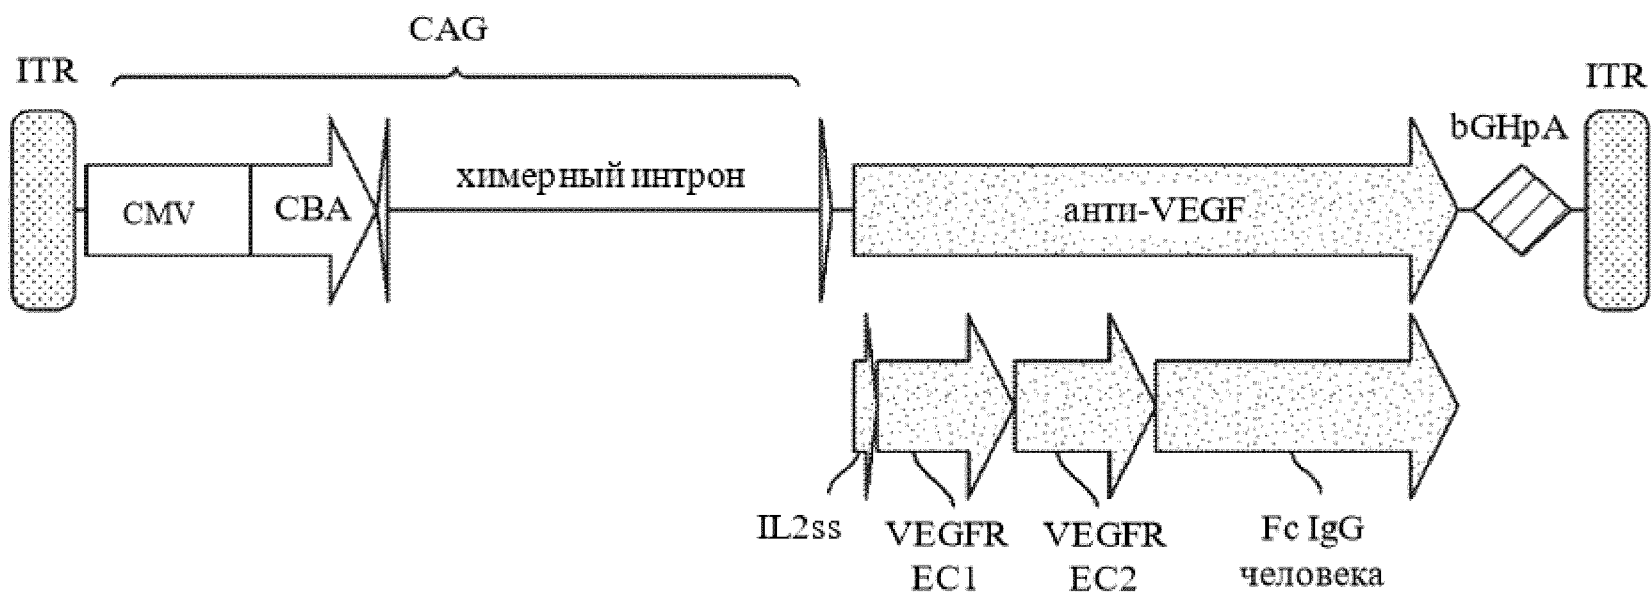 CAG
ITR
ITR
bGHpA
CMV
CBA
химерный интрон
анти-VEGF
IL2ss
VEGFR
EC1
VEGFR
EC2
Fc IgG
человека